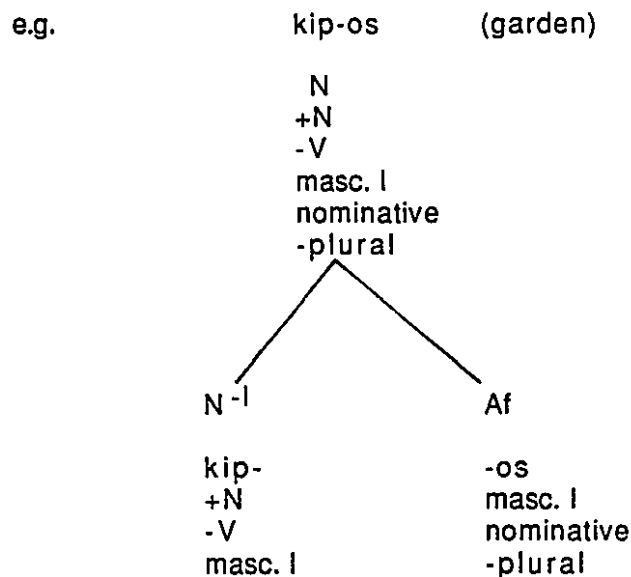 e.g. kip-os (garden)
N
+N
-V
masc. I
nominative
-plural
N -I Af
kip- -os
+N masc. I
-V nominative
masc. I -plural